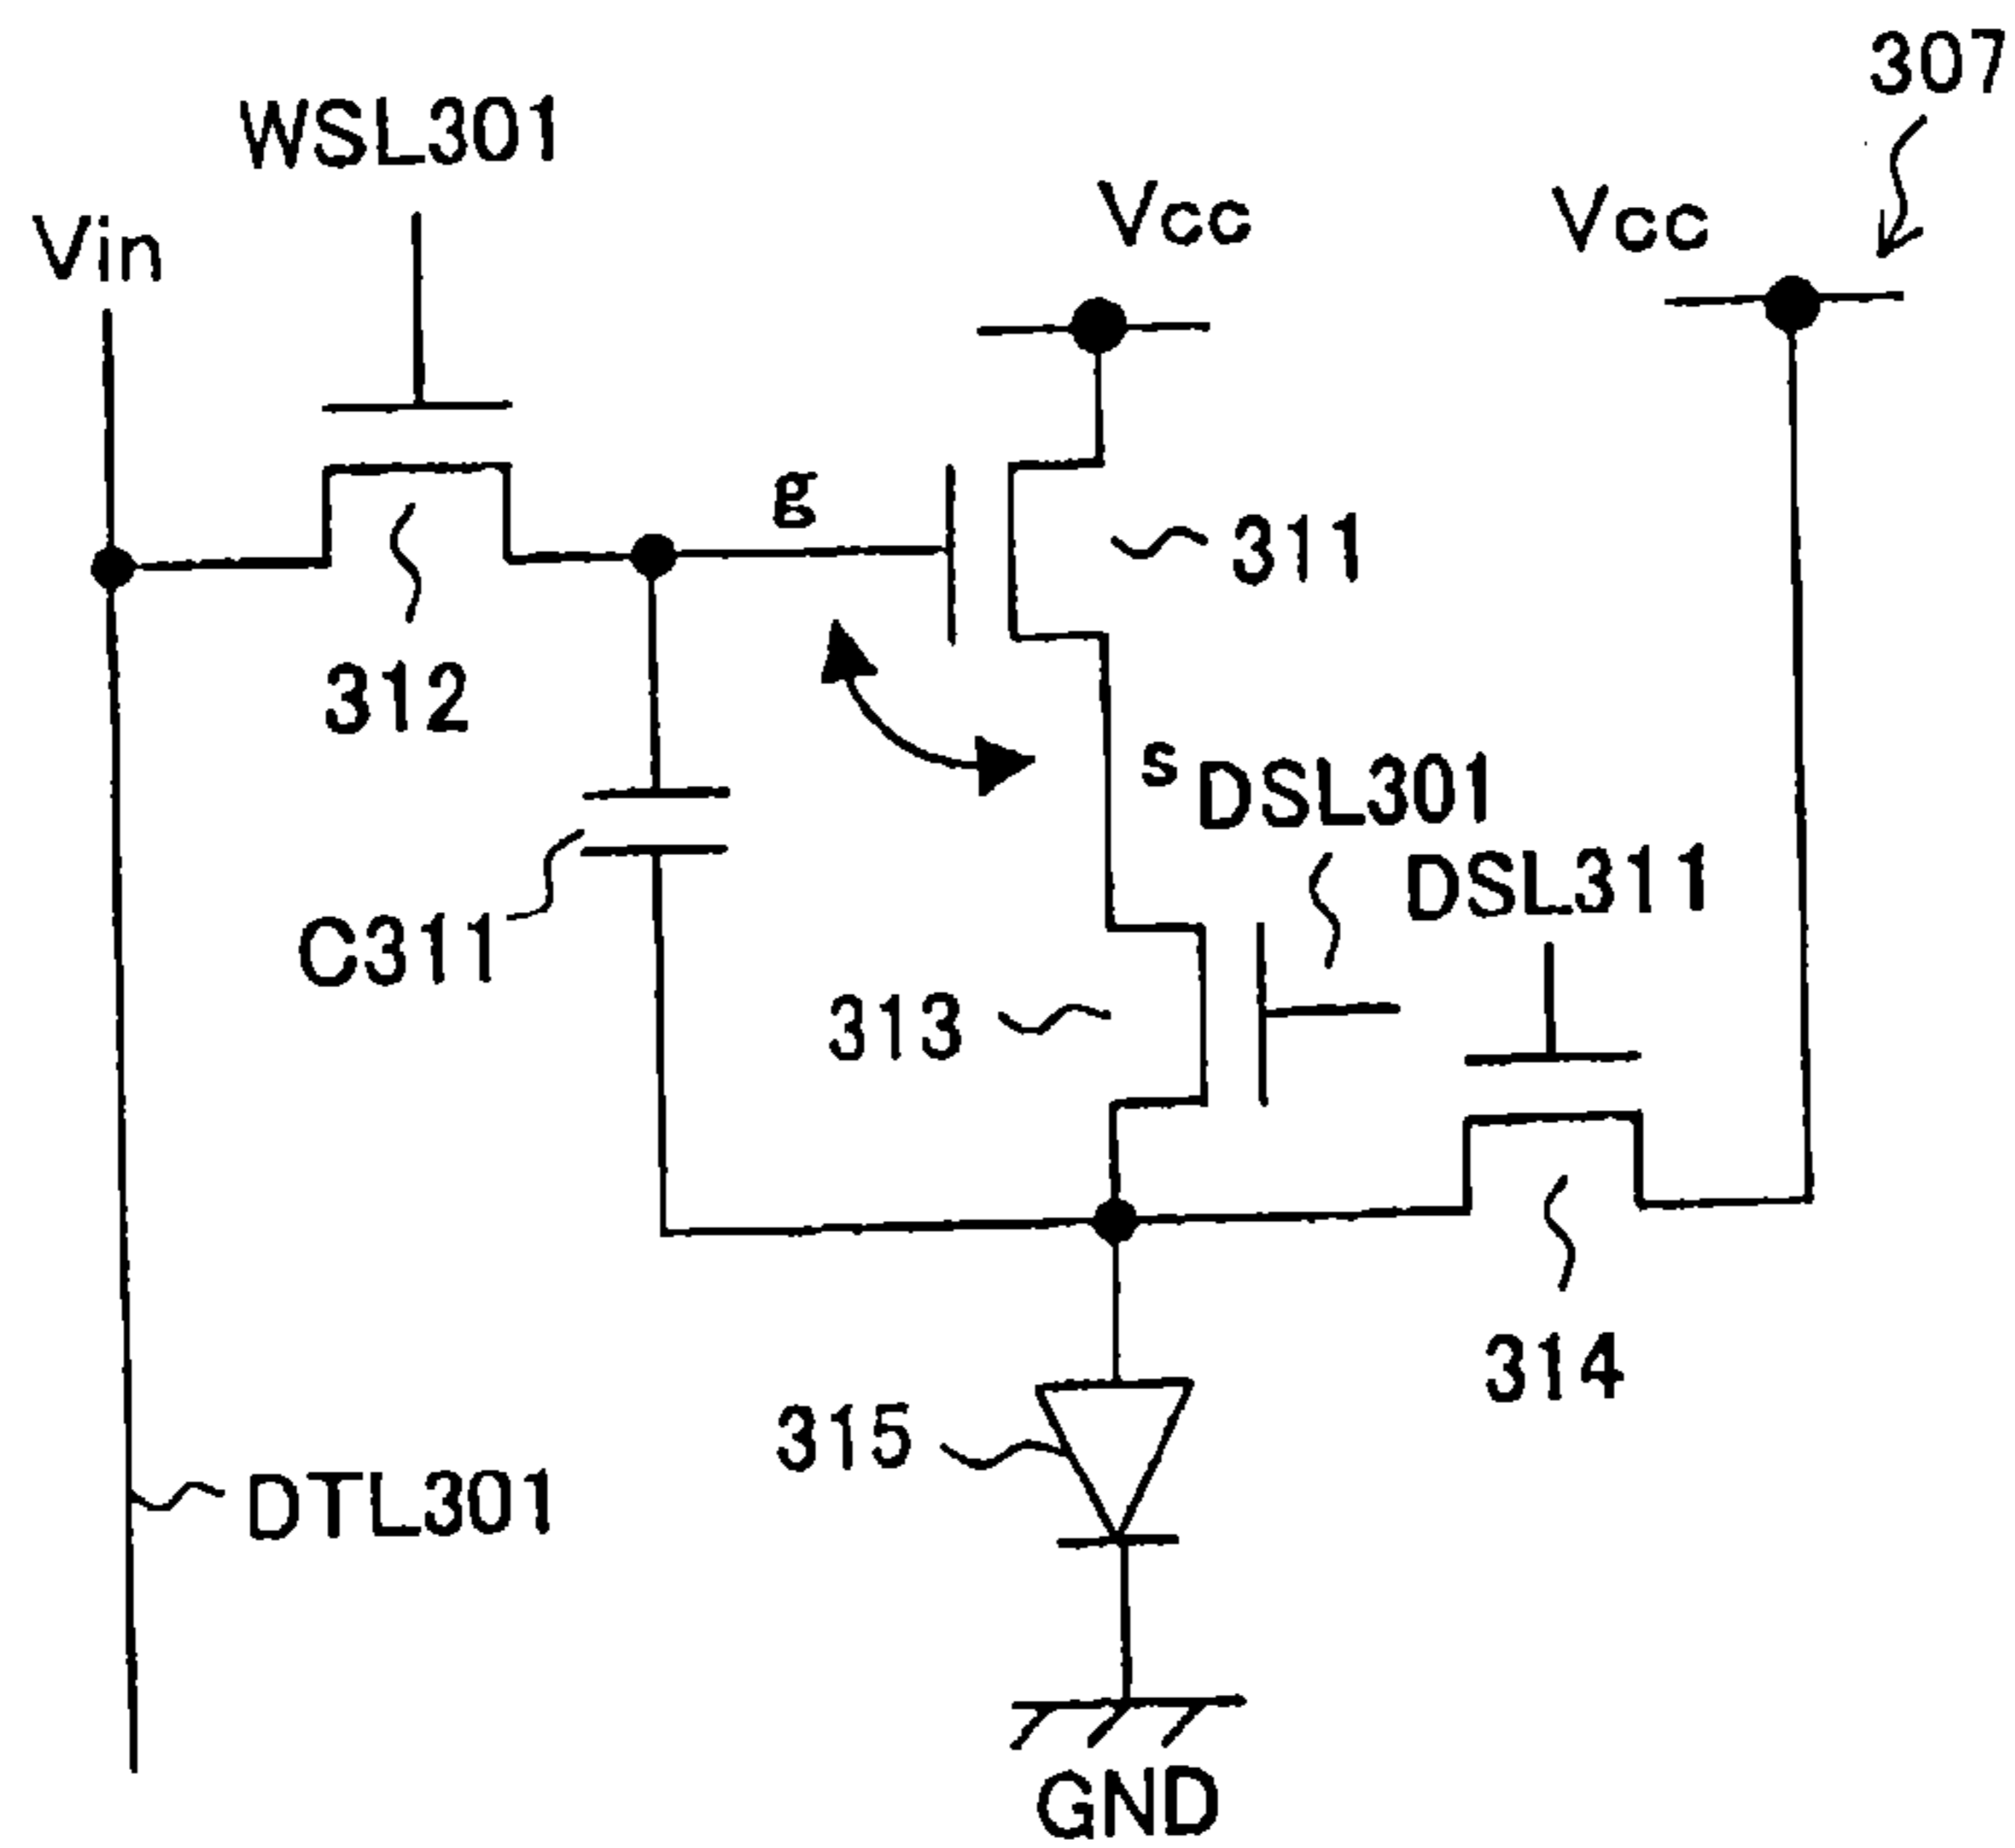 307
WSL301
Vin
Vcc
Vcc
g
311
312
s
DSL301
DSL311
C311
313
314
315
DTL301
GND